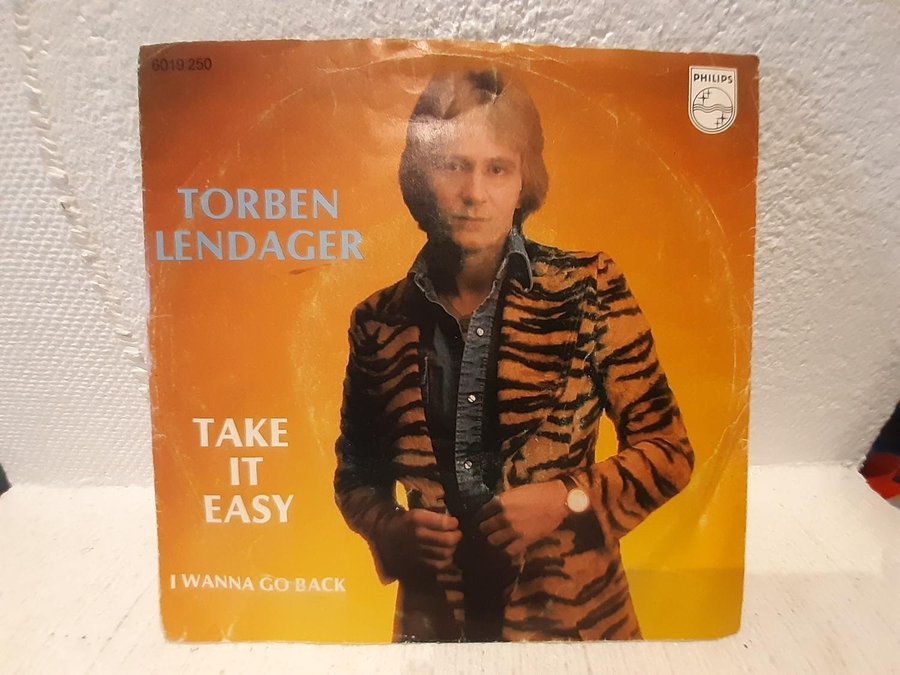 6019 250
PHILIPS
TORBEN
LENDAGER
TAKE
IT
EASY
I WANNA GO BACK